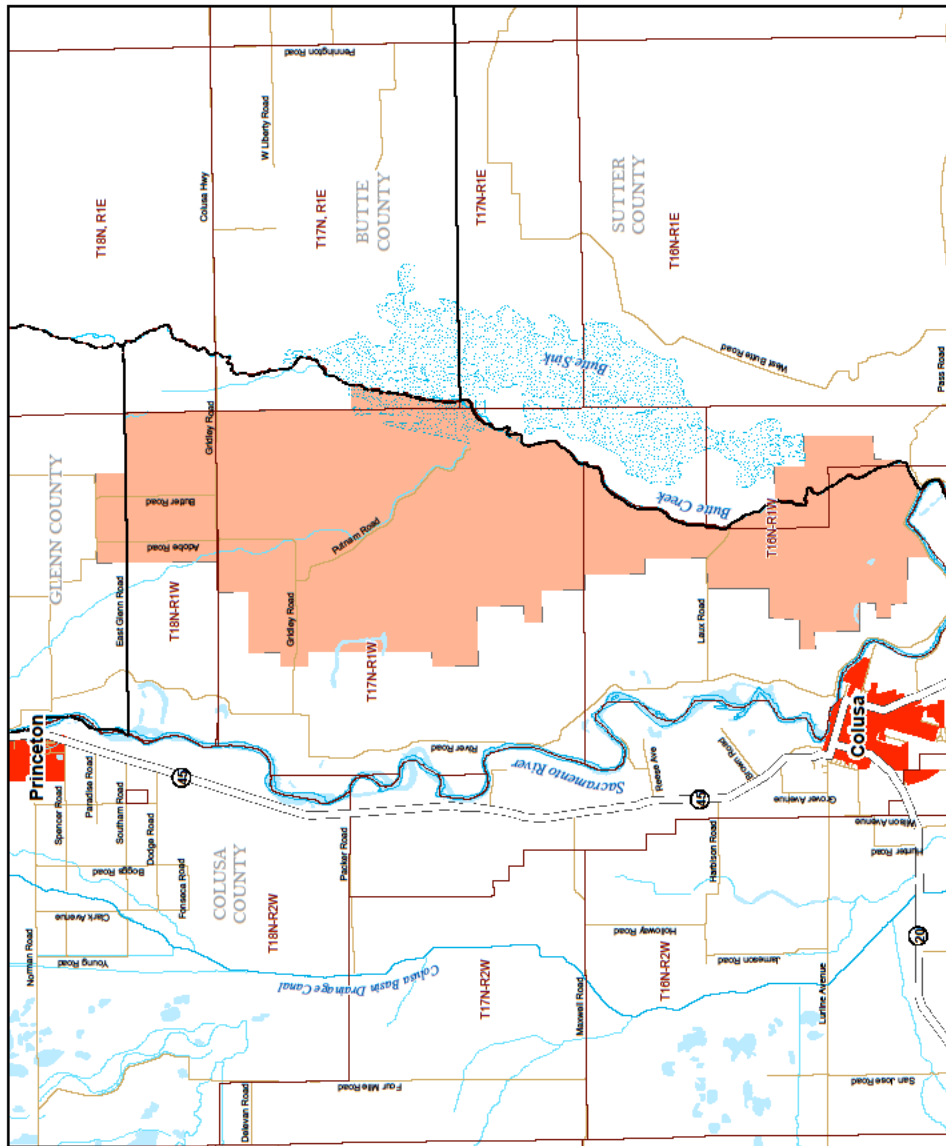 Pennington Road
W Liberty Road
Colusa Hwy
T18N, R1E
T17N, R1E
BUTTE
COUNTY
T17N-R1E
SUTTER
COUNTY
T16N-R1E
West Butte Road
Pass Road
Butte Sink
Gridley Road
GLENN COUNTY
Butler Road
Adobe Road
Putnam Road
Butte Creek
T16N-R1W
East Glenn Road
T18N-R1W
Gridley Road
T17N-R1W
Laux Road
Princeton
River Road
Sacramento River
Reese Ave
Brown Road
Colusa
Spencer Road
Paradise Road
Southam Road
Dodge Road
45
45
Grover Avenue
Wilson Avenue
Hunter Road
Boggs Road
Fonseca Road
Packer Road
Harbison Road
COLUSA
COUNTY
Clark Avenue
T18N-R2W
Norman Road
Young Road
Colusa Basin Drainage Canal
T17N-R2W
Maxwell Road
Holloway Road
T16N-R2W
Jameson Road
Lurline Avenue
20
Delevan Road
Four Mile Road
San Jose Road